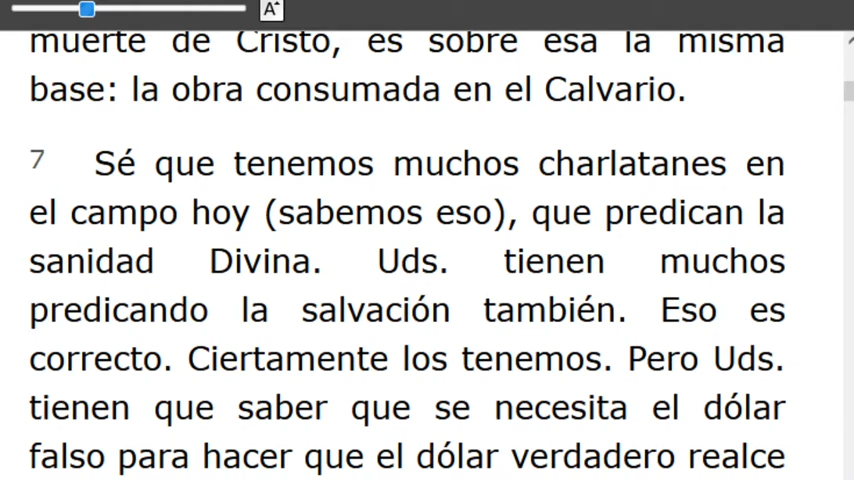 A
muerte de Cristo, es sobre esa la misma
base: la obra consumada en el Calvario.
7 Sé que tenemos muchos charlatanes en
el campo hoy (sabemos eso), que predican la
sanidad Divina. Uds. tienen muchos
predicando la salvación también. Eso es
correcto. Ciertamente los tenemos. Pero Uds.
tienen que saber que se necesita el dólar
falso para hacer que el dólar verdadero realce